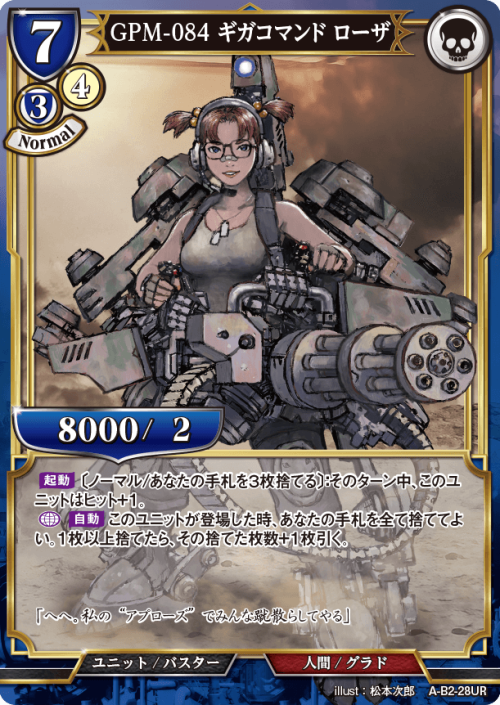 7
GPM-084 ギガコマンド ローザ
3
4
Normal
8000/ 2
起動 〔ノーマル/あなたの手札を3枚捨てる〕:そのターン中、このユ
ニットはヒット+1。
自動 このユニットが登場した時、あなたの手札を全て捨ててよ
い。1枚以上捨てたら、その捨てた枚数+1枚引く。
「へへ。私の“アプローズ”でみんな蹴散らしてやる」
ユニット / バスター
人間 / グラド
illust : 松本次郎 A-B2-28UR